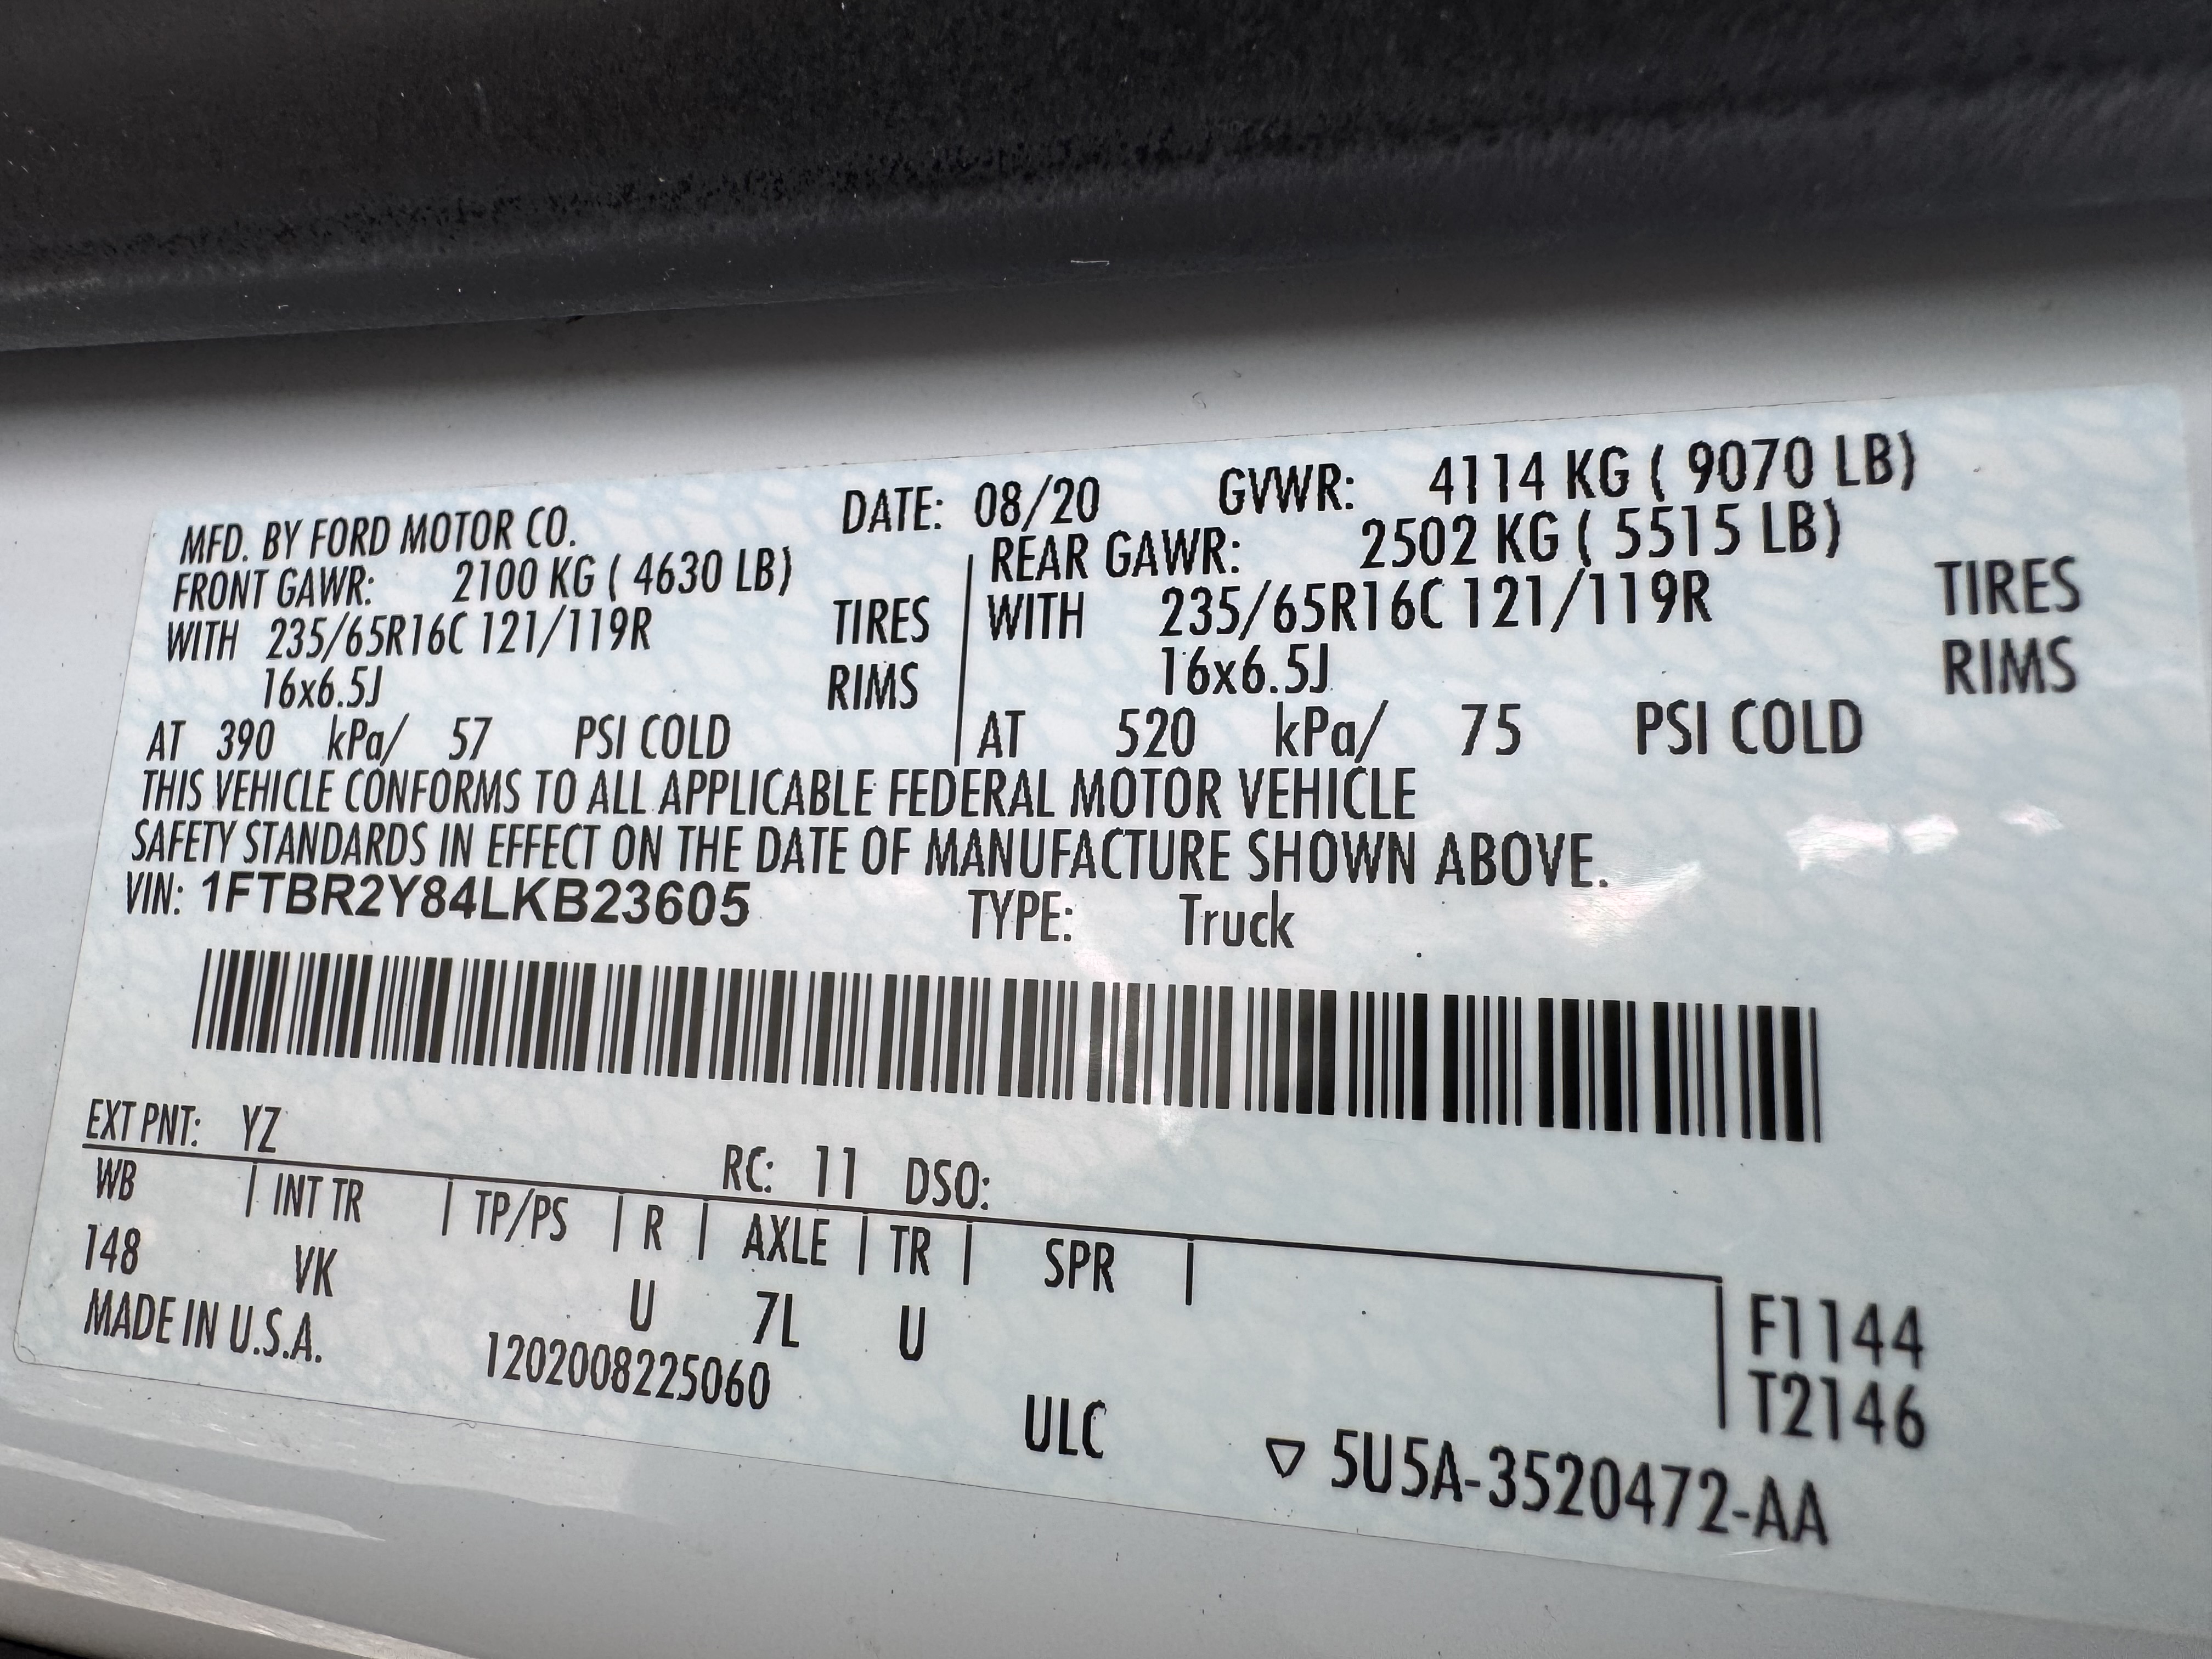 MFD. BY FORD MOTOR CO. DATE: 08/20 GVWR: 4114 KG ( 9070 LB)
FRONT GAWR: 2100 KG ( 4630 LB) REAR GAWR: 2502 KG ( 5515 LB)
WITH 235/65R16C 121/119R TIRES WITH 235/65R16C 121/119R TIRES
16x6.5J RIMS 16x6.5J RIMS
AT 390 kPa/ 57 PSI COLD AT 520 kPa/ 75 PSI COLD
THIS VEHICLE CONFORMS TO ALL APPLICABLE FEDERAL MOTOR VEHICLE
SAFETY STANDARDS IN EFFECT ON THE DATE OF MANUFACTURE SHOWN ABOVE.
VIN: 1FTBR2Y84LKB23605 TYPE: Truck
EXT PNT: YZ RC: 11 DSO:
WB | INT TR | TP/PS | R | AXLE | TR | SPR |
148 VK U 7L U F1144
MADE IN U.S.A. 1202008225060 T2146
ULC ▽ 5U5A-3520472-AA